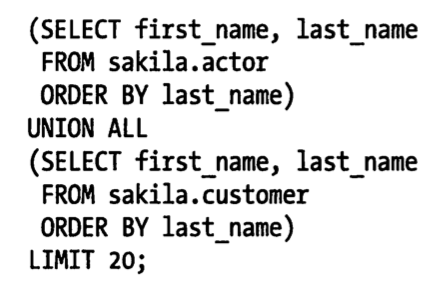 (SELECT first_name, last_name
FROM sakila.actor
ORDER BY last_name)
UNION ALL
(SELECT first_name, last_name
FROM sakila.customer
ORDER BY last_name)
LIMIT 20;